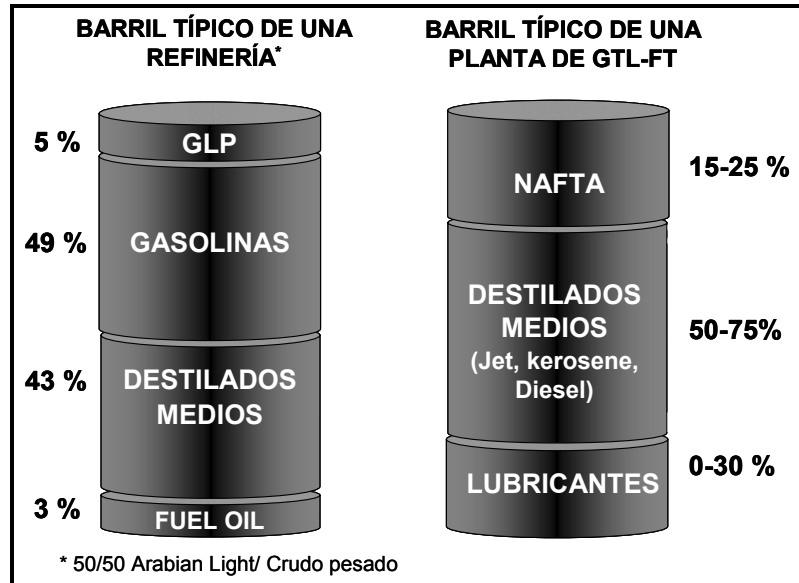 BARRIL TÍPICO DE UNA
REFINERÍA*
5 %
GLP
49 %
GASOLINAS
43 %
DESTILADOS
MEDIOS
3 %
FUEL OIL
* 50/50 Arabian Light/ Crudo pesado
BARRIL TÍPICO DE UNA
PLANTA DE GTL-FT
NAFTA
15-25 %
DESTILADOS
MEDIOS
(Jet, kerosene,
Diesel)
50-75%
LUBRICANTES
0-30 %